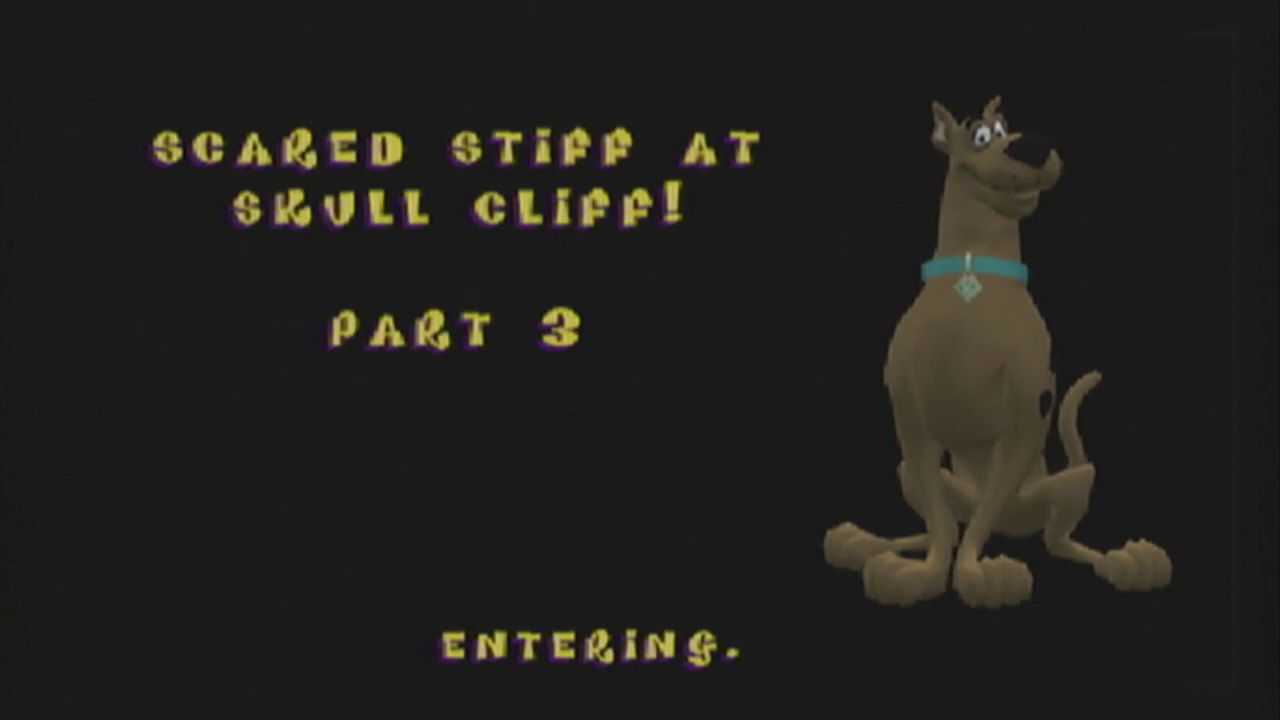 SCARED STiFF AT
SKULL CLiFF!
PART 3
ENTERiNG.